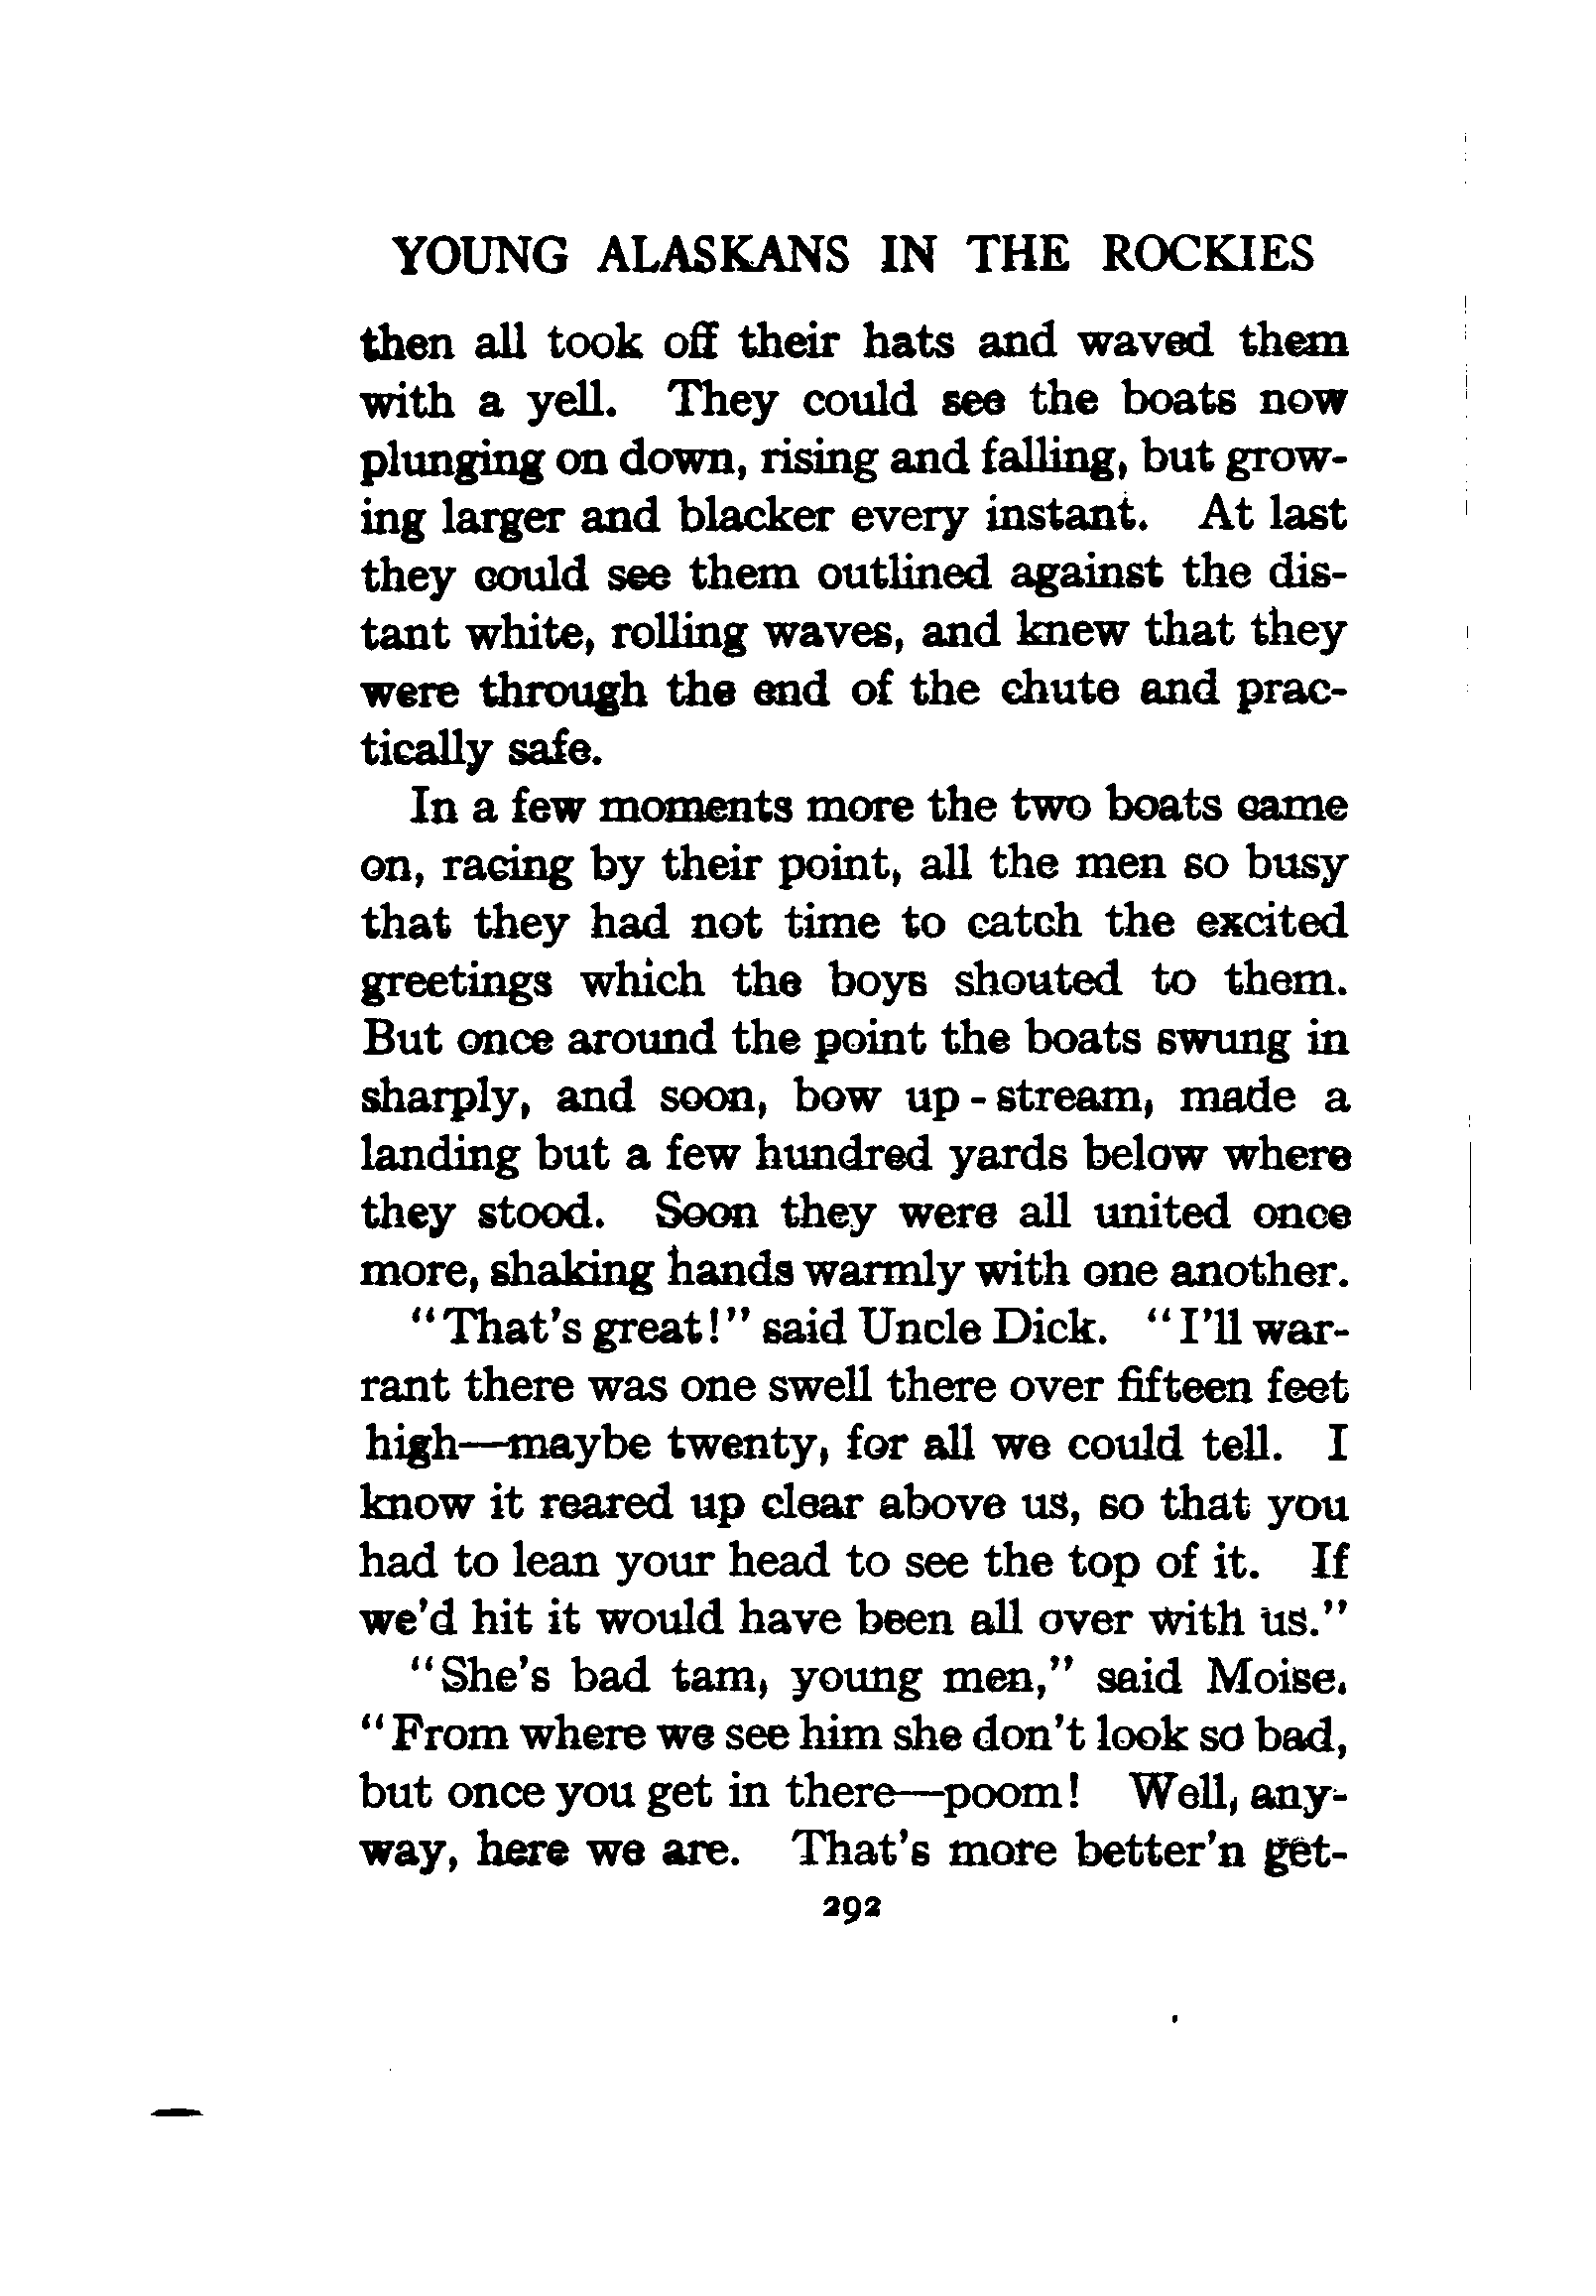 YOUNG ALASKANS IN THE ROCKIES
then all took off their hats and waved them
with a yell. They could see the boats now
plunging on down, rising and falling, but grow-
ing larger and blacker every instant. At last
they could see them outlined against the dis-
tant white, rolling waves, and knew that they
were through the end of the chute and prac-
tically safe.
In a few moments more the two boats came
on, racing by their point, all the men so busy
that they had not time to catch the excited
greetings which the boys shouted to them.
But once around the point the boats swung in
sharply, and soon, bow up-stream, made a
landing but a few hundred yards below where
they stood. Soon they were all united once
more, shaking hands warmly with one another.
"That's great!" said Uncle Dick. "I'll war-
rant there was one swell there over fifteen feet
high—maybe twenty, for all we could tell. I
know it reared up clear above us, so that you
had to lean your head to see the top of it. If
we'd hit it would have been all over with us."
"She's bad tam, young men," said Moise.
"From where we see him she don't look so bad,
but once you get in there—poom! Well, any-
way, here we are. That's more better'n get-
292